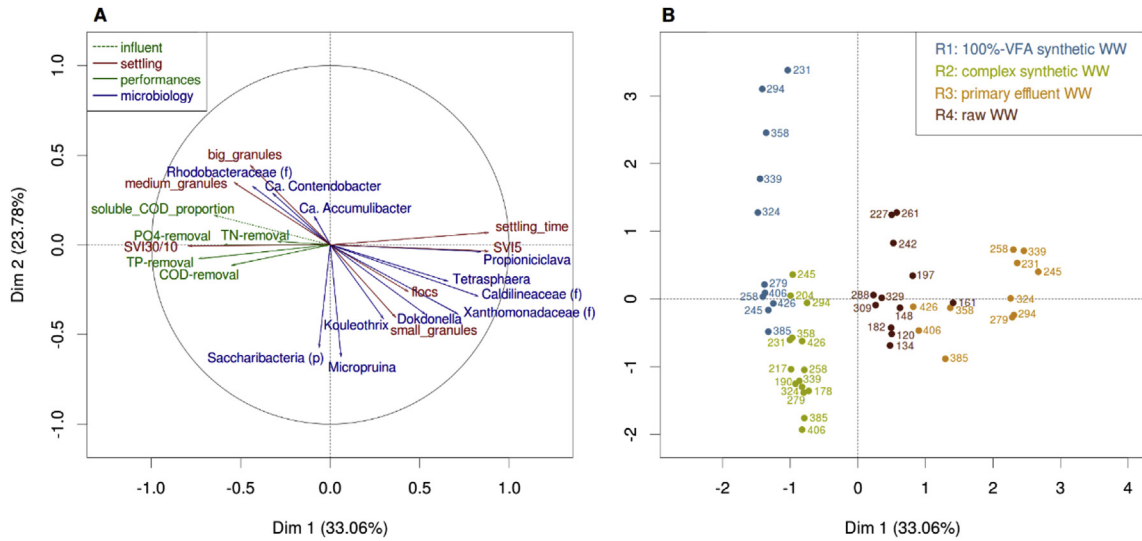 A
influent
settling
performances
microbiology
big_granules
Rhodobacteraceae (f)
medium_granules
Ca. Contendobacter
soluble_COD_proportion
Ca. Accumulibacter
PO4-removal
TN-removal
settling_time
SVI30/10
SVI5
TP-removal
Propioniciclava
COD-removal
Tetrasphaera
flocs
Caldilineaceae (f)
Xanthomonadaceae (f)
Dokdonella
Kouleothrix
small_granules
Saccharibacteria (p)
Micropruina
1.0
0.5
0.0
-0.5
-1.0
Dim 2 (23.78%)
-1.0 -0.5 0.0 0.5 1.0
Dim 1 (33.06%)
B
R1: 100%-VFA synthetic WW
R2: complex synthetic WW
R3: primary effluent WW
R4: raw WW
231
294
358
339
324
227 261
242
258 339
231
245
197
279
245
406
204
258
426
294
245
385
288 329
309
148
161
182
120
134
324
426
358
294
279
406
385
358
231
426
217
258
190
339
324
178
279
385
406
3
2
1
0
-1
-2
-2 -1 0 1 2 3 4
Dim 1 (33.06%)